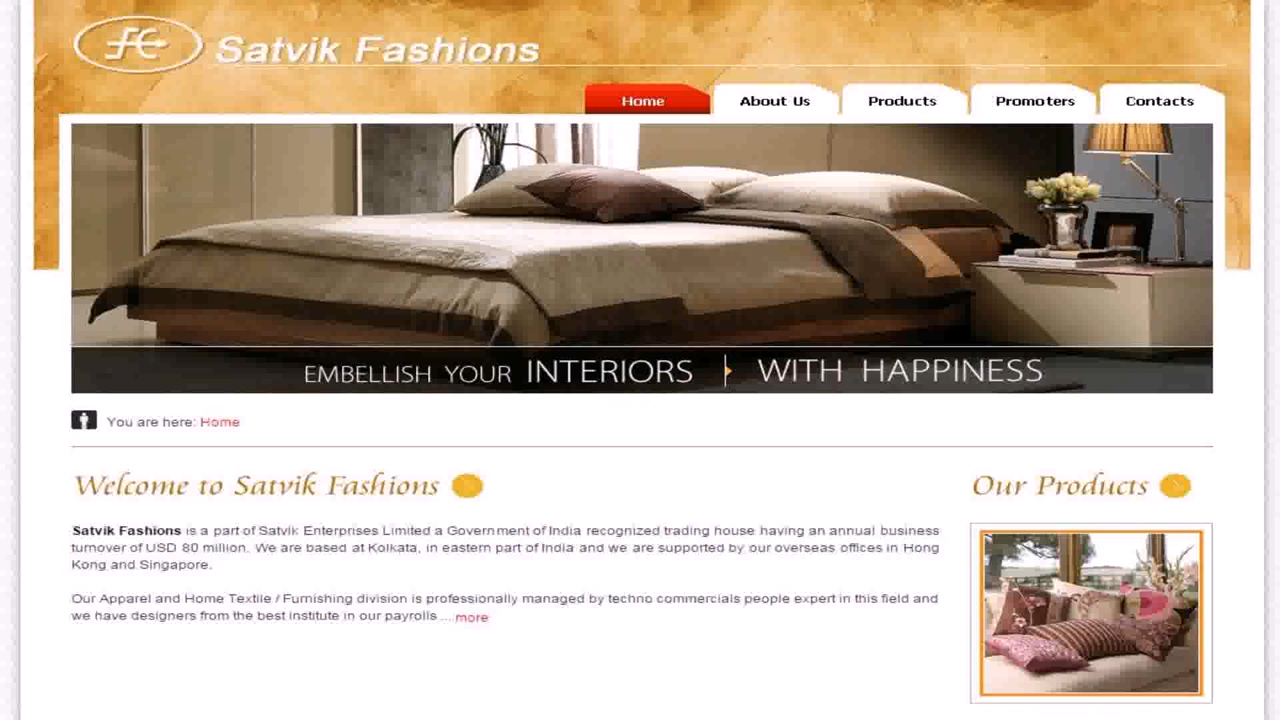 Satvik Fashions
Home
About Us
Products
Promoters
Contacts
EMBELLISH YOUR INTERIORS WITH HAPPINESS
You are here: Home
Welcome to Satvik Fashions
Satvik Fashions is a part of Satvik Enterprises Limited a Government of India recognized trading house having an annual business
turnover of USD 80 million. We are based at Kolkata, in eastern part of India and we are supported by our overseas offices in Hong
Kong and Singapore.
Our Apparel and Home Textile / Furnishing division is professionally managed by techno commercials people expert in this field and
we have designers from the best institute in our payrolls ....more
Our Products